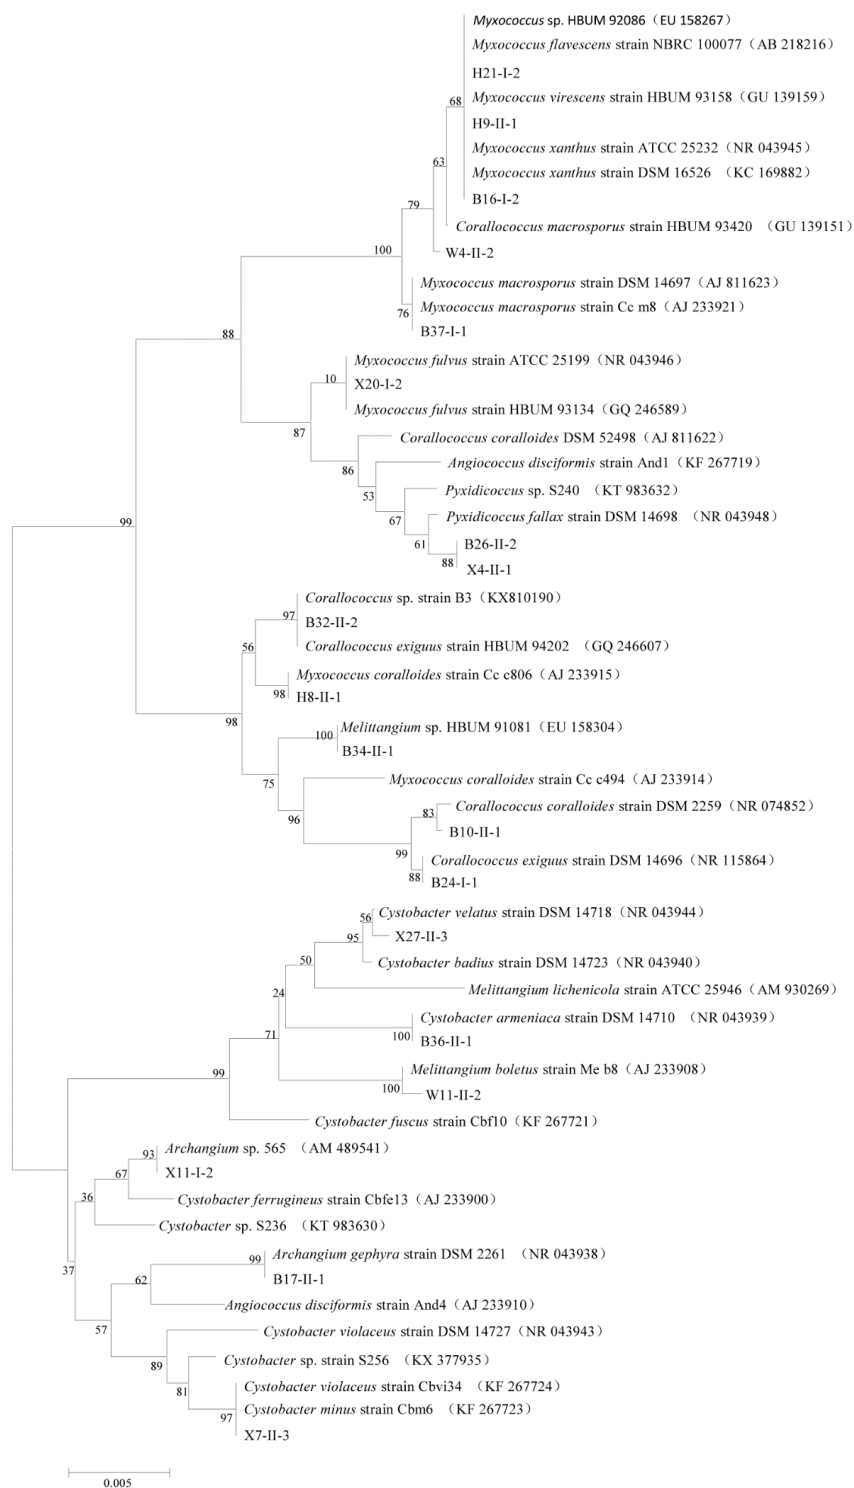 Myxococcus sp. HBUM 92086（EU 158267）
Myxococcus flavescens strain NBRC 100077（AB 218216）
H21-I-2
Myxococcus virescens strain HBUM 93158（GU 139159）
68
H9-II-1
Myxococcus xanthus strain ATCC 25232（NR 043945）
63
Myxococcus xanthus strain DSM 16526 （KC 169882）
B16-I-2
79
Corallococcus macrosporus strain HBUM 93420 （GU 139151）
100
W4-II-2
Myxococcus macrosporus strain DSM 14697（AJ 811623）
Myxococcus macrosporus strain Cc m8（AJ 233921）
76
B37-I-1
88
Myxococcus fulvus strain ATCC 25199（NR 043946）
10
X20-I-2
Myxococcus fulvus strain HBUM 93134（GQ 246589）
87
Corallococcus coralloides DSM 52498（AJ 811622）
86
Angiococcus disciformis strain And1（KF 267719）
Pyxidicoccus sp. S240 （KT 983632）
53
Pyxidicoccus fallax strain DSM 14698 （NR 043948）
67
99
61
B26-II-2
88
X4-II-1
Corallococcus sp. strain B3（KX810190）
97
B32-II-2
Corallococcus exiguus strain HBUM 94202 （GQ 246607）
56
Myxococcus coralloides strain Cc c806（AJ 233915）
98
H8-II-1
98
Melittangium sp. HBUM 91081（EU 158304）
100
B34-II-1
Myxococcus coralloides strain Cc c494（AJ 233914）
75
Corallococcus coralloides strain DSM 2259（NR 074852）
83
96
B10-II-1
99
Corallococcus exiguus strain DSM 14696（NR 115864）
88
B24-I-1
Cystobacter velatus strain DSM 14718（NR 043944）
56
X27-II-3
95
Cystobacter badius strain DSM 14723（NR 043940）
50
Melittangium lichenicola strain ATCC 25946（AM 930269）
24
Cystobacter armeniaca strain DSM 14710 （NR 043939）
71
100
B36-II-1
Melittangium boletus strain Me b8（AJ 233908）
99
100
W11-II-2
Cystobacter fuscus strain Cbf10（KF 267721）
Archangium sp. 565 （AM 489541）
93
X11-I-2
67
Cystobacter ferrugineus strain Cbfe13（AJ 233900）
36
Cystobacter sp. S236 （KT 983630）
Archangium gephyra strain DSM 2261 （NR 043938）
99
37
62
B17-II-1
Angiococcus disciformis strain And4（AJ 233910）
57
Cystobacter violaceus strain DSM 14727（NR 043943）
89
Cystobacter sp. strain S256 （KX 377935）
81
Cystobacter violaceus strain Cbvi34 （KF 267724）
Cystobacter minus strain Cbm6 （KF 267723）
97
X7-II-3
0.005